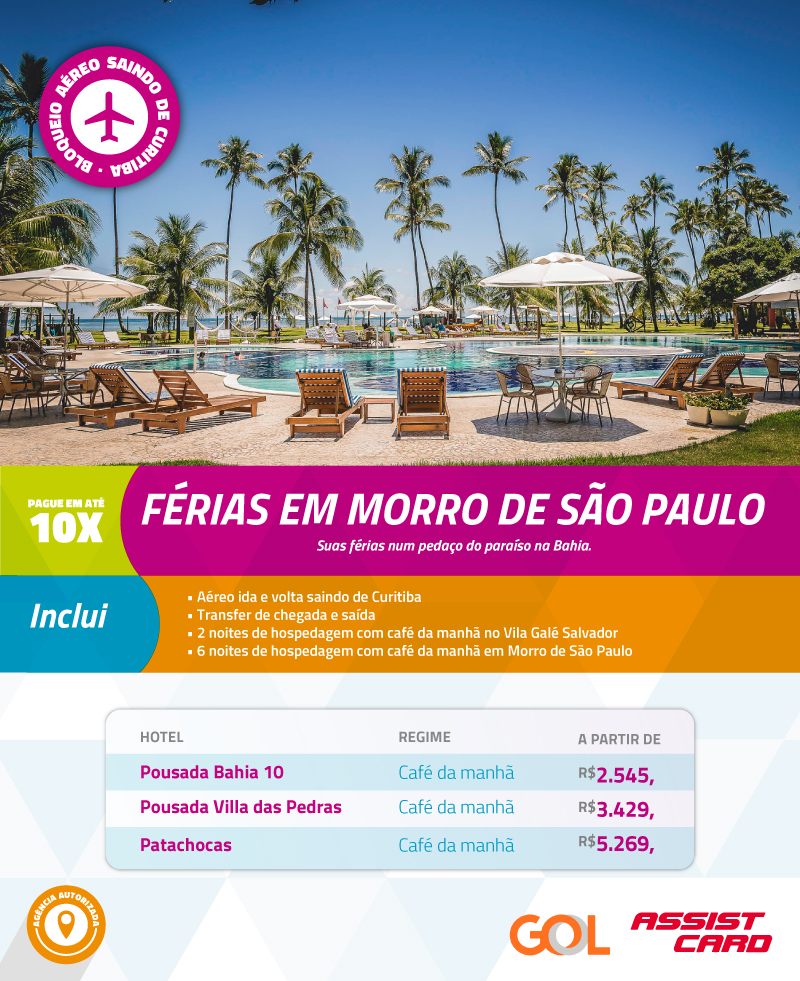 BLOQUEIO AÉREO SAINDO DE CURITIBA •
PAGUE EM ATÉ
10X
FÉRIAS EM MORRO DE SÃO PAULO
Suas férias num pedaço do paraíso na Bahia.
Inclui
• Aéreo ida e volta saindo de Curitiba
• Transfer de chegada e saída
• 2 noites de hospedagem com café da manhã no Vila Galé Salvador
• 6 noites de hospedagem com café da manhã em Morro de São Paulo
HOTEL REGIME A PARTIR DE
Pousada Bahia 10 Café da manhã R$2.545,
Pousada Villa das Pedras Café da manhã R$3.429,
Patachocas Café da manhã R$5.269,
AGÊNCIA AUTORIZADA
GOL
ASSIST
CARD